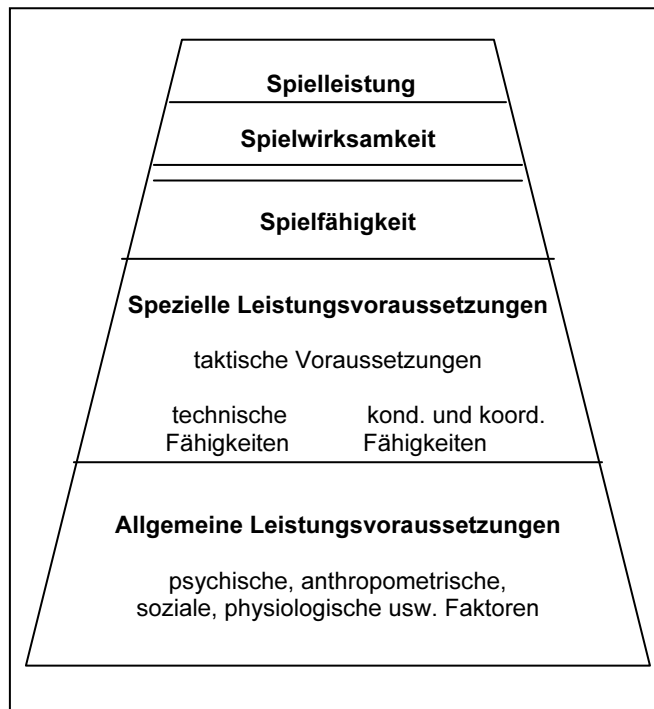 Spielleistung
Spielwirksamkeit
Spielfähigkeit
Spezielle Leistungsvoraussetzungen
taktische Voraussetzungen
technische kond. und koord.
Fähigkeiten Fähigkeiten
Allgemeine Leistungsvoraussetzungen
psychische, anthropometrische,
soziale, physiologische usw. Faktoren